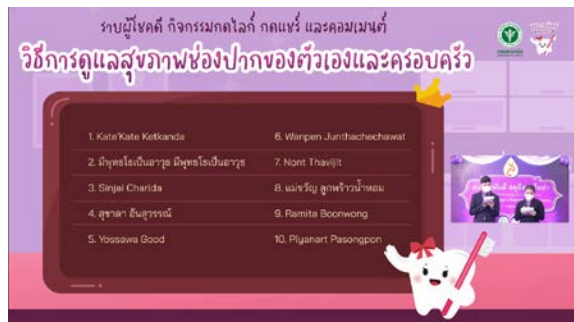 รายผู้โชคดี กิจกรรมกดไลก์ กดแชร์ และคอมเมนต์
วิธีการดูแลสุขภาพช่องปากของตัวเองและครอบครัว
1. Kate'Kate Ketkanda
2. มีพุทธโธเป็นอาวุธ มีพุทธโธเป็นอาวุธ
3. Sinjai Charida
4. สุชาดา อันสุวรรณ์
5. Yossawa Good
6. Wanpen Junthachechawat
7. Nont Thavijit
8. แม่ขวัญ ลูกพร้าวน้ำหอม
9. Ramita Boonwong
10. Piyanart Pasongpon